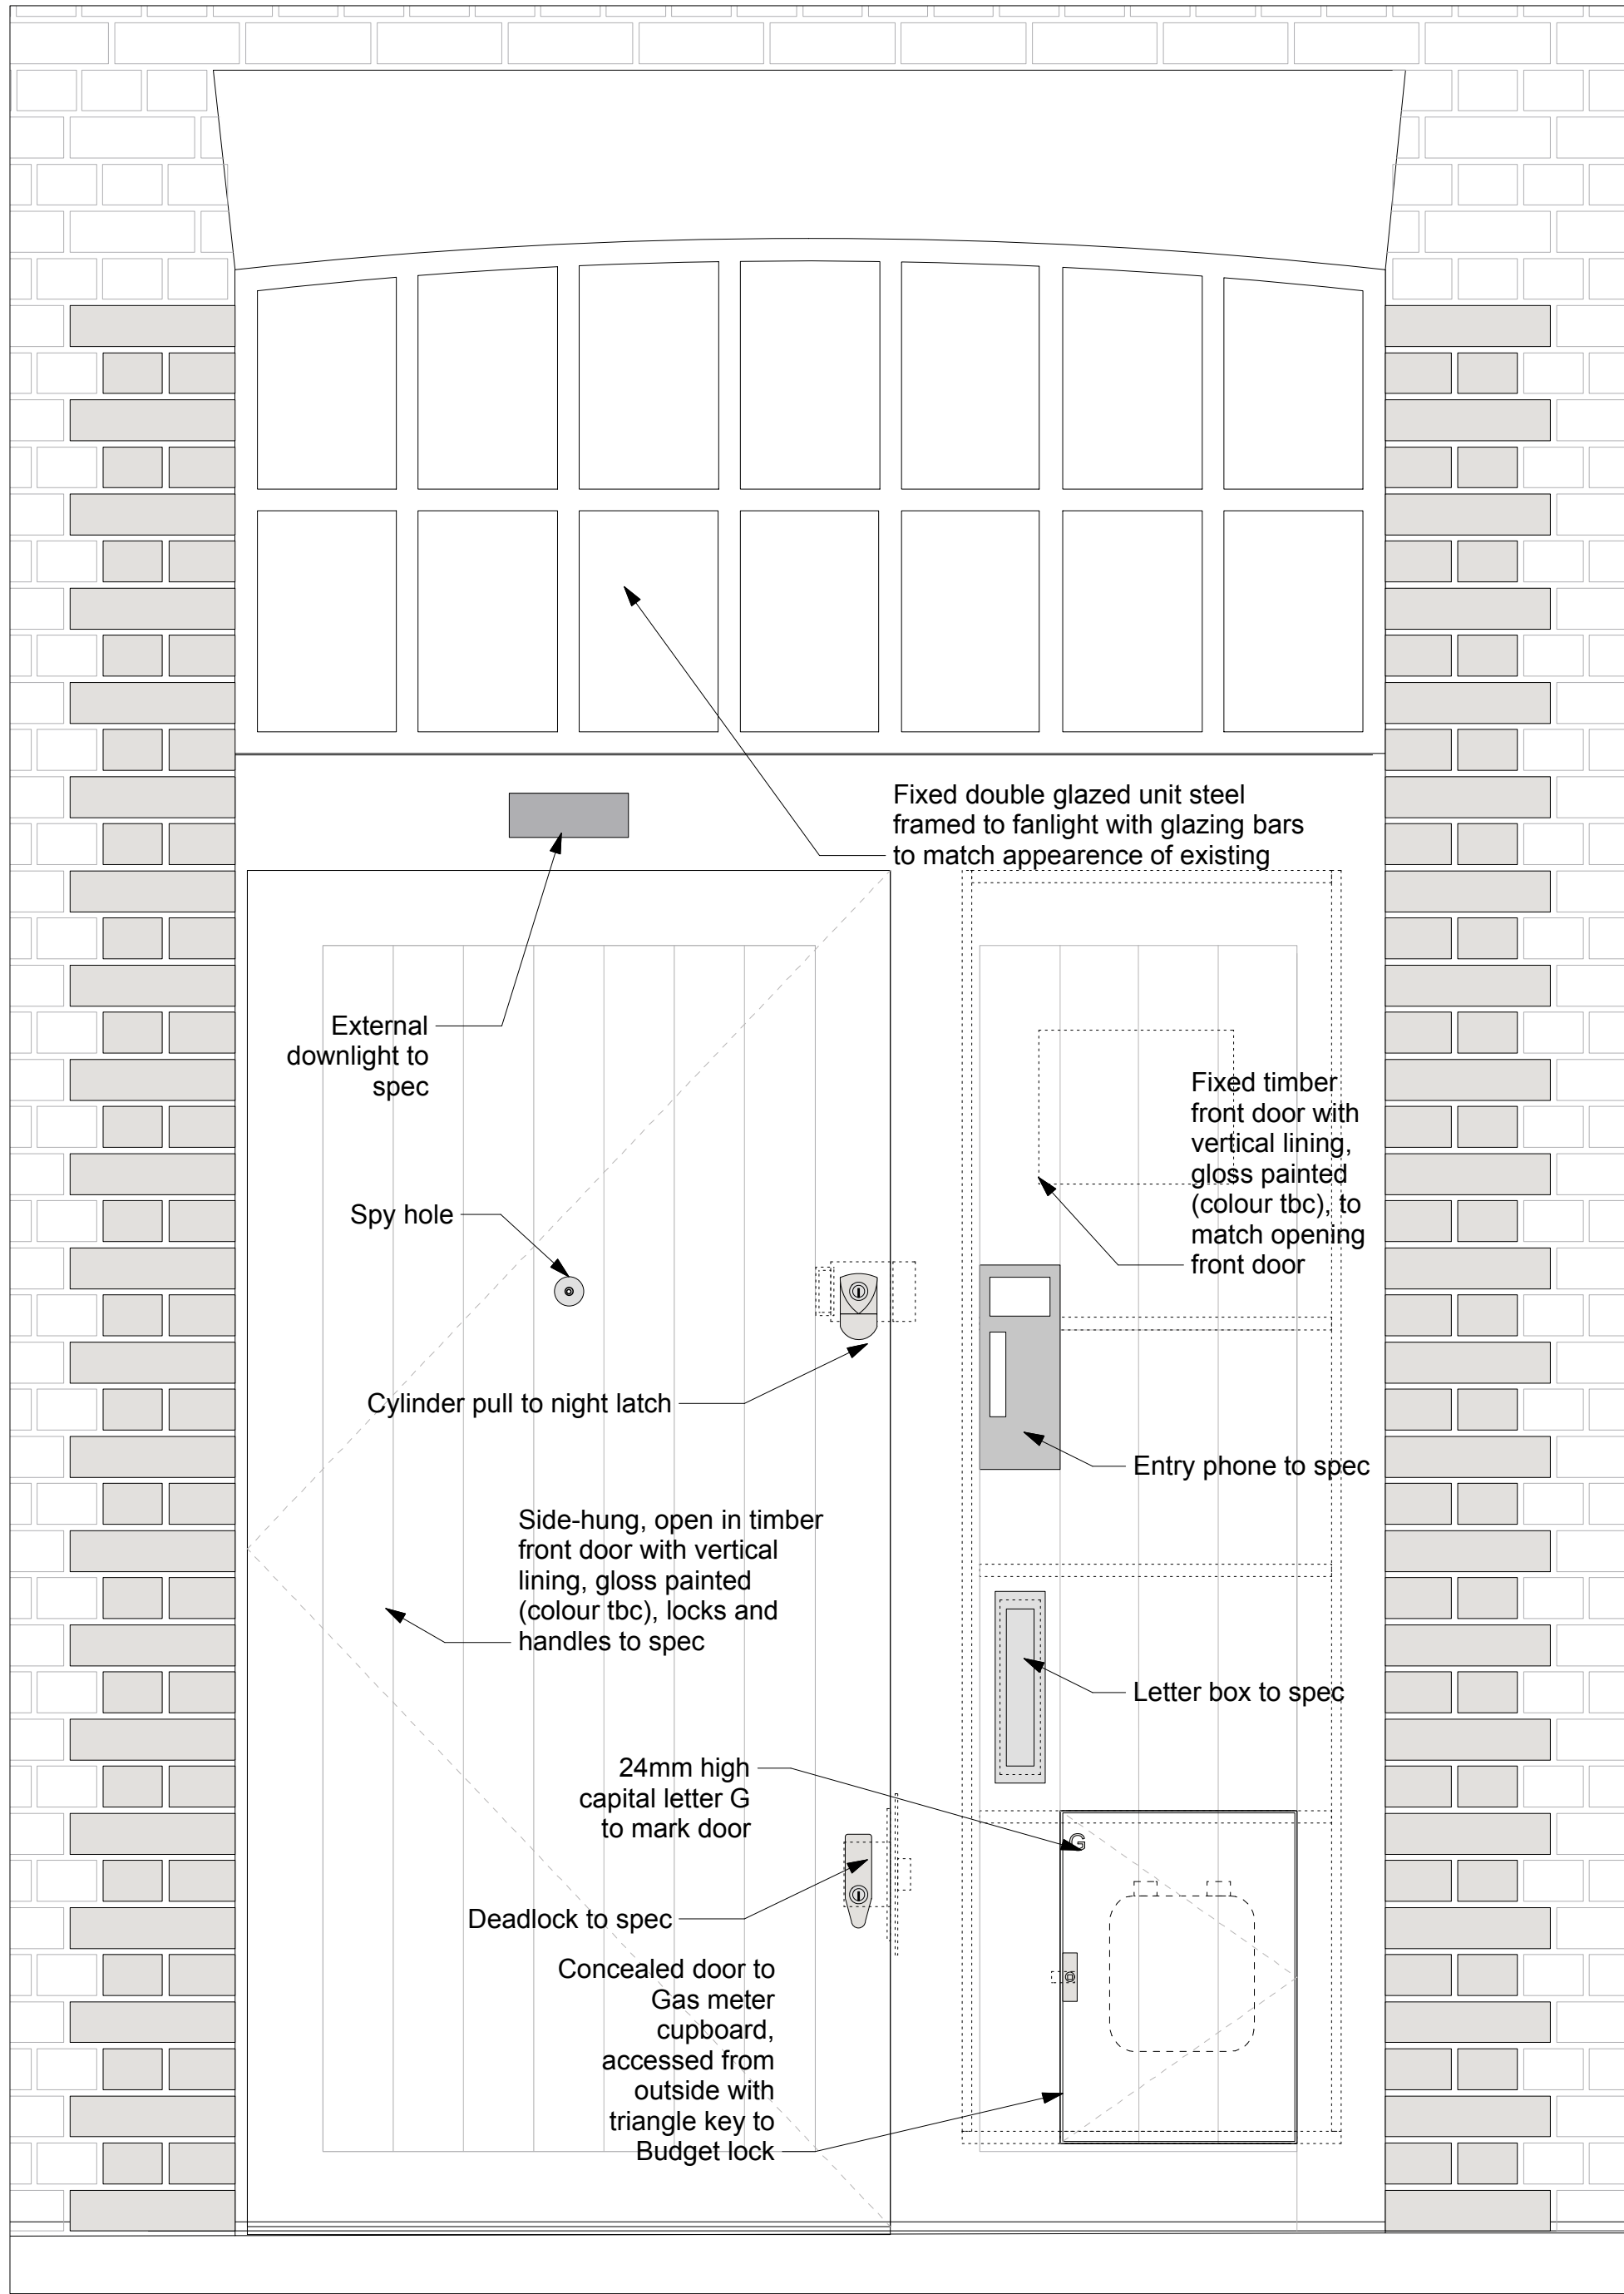 Fixed double glazed unit steel
framed to fanlight with glazing bars
to match appearence of existing
External
downlight to
spec
Fixed timber
front door with
vertical lining,
gloss painted
(colour tbc), to
match opening
front door
Spy hole
Cylinder pull to night latch
Entry phone to spec
Side-hung, open in timber
front door with vertical
lining, gloss painted
(colour tbc), locks and
handles to spec
Letter box to spec
24mm high
capital letter G
to mark door
G
Deadlock to spec
Concealed door to
Gas meter
cupboard,
accessed from
outside with
triangle key to
Budget lock